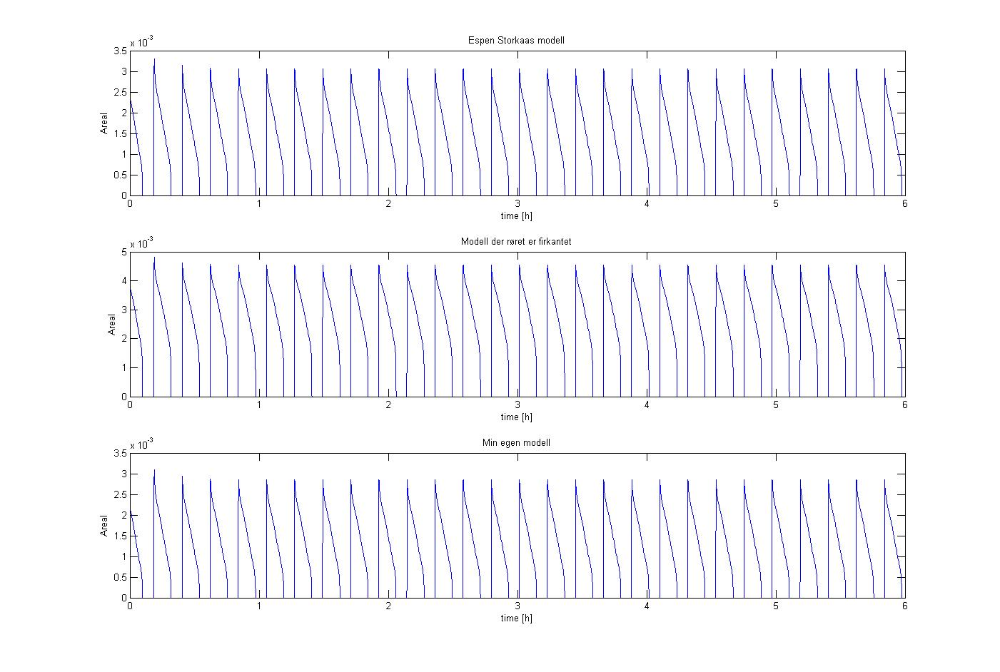 Espen Storkaas modell
x 10-3
3.5
3
2.5
2
1.5
1
0.5
0
Areal
0 1 2 3 4 5 6
time [h]
Modell der røret er firkantet
x 10-3
5
4
3
2
1
0
Areal
0 1 2 3 4 5 6
time [h]
Min egen modell
x 10-3
3.5
3
2.5
2
1.5
1
0.5
0
Areal
0 1 2 3 4 5 6
time [h]